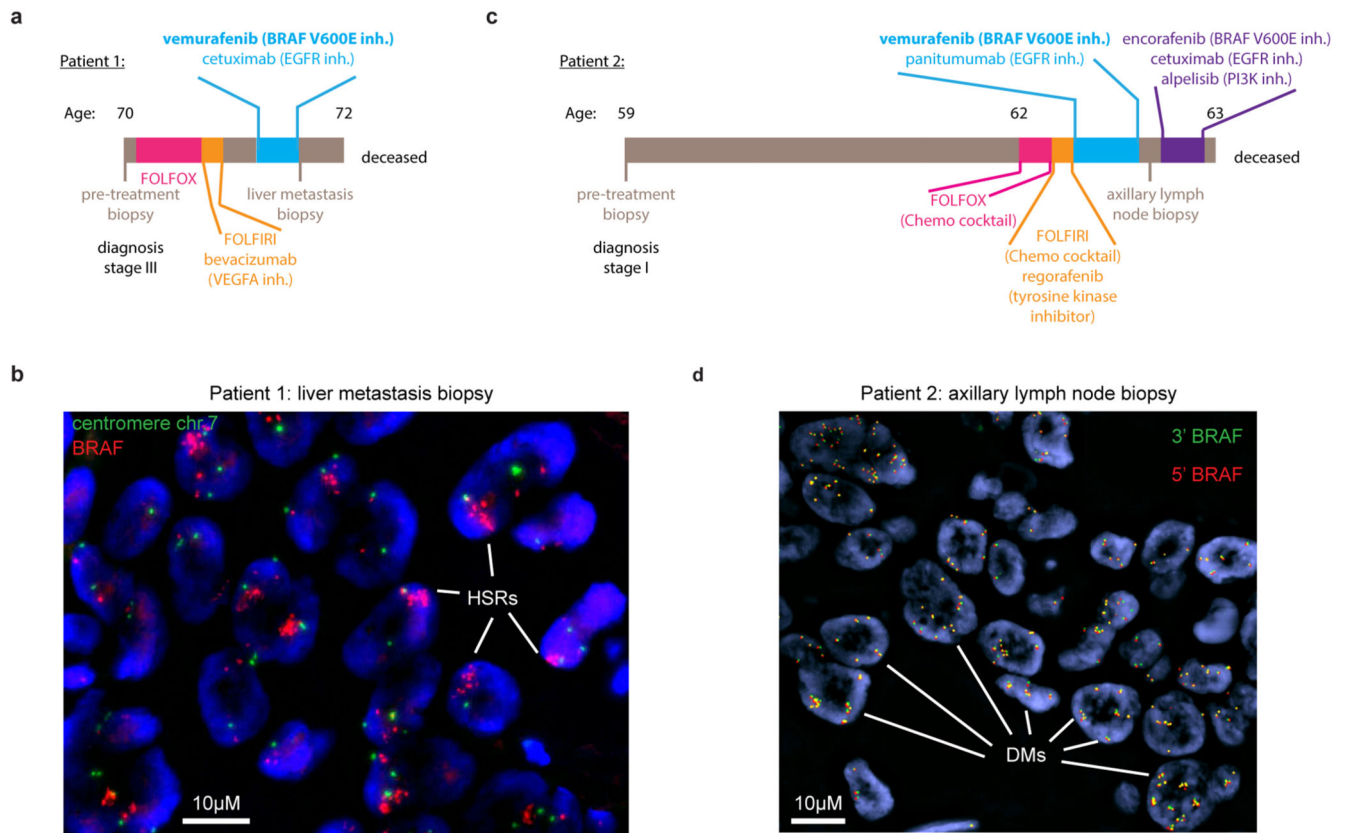 a
vemurafenib (BRAF V600E inh.)
cetuximab (EGFR inh.)
Patient 1:
Age: 70 72
deceased
FOLFOX
pre-treatment
biopsy
liver metastasis
biopsy
diagnosis
stage III
FOLFIRI
bevacizumab
(VEGFA inh.)
c
vemurafenib (BRAF V600E inh.)
panitumumab (EGFR inh.)
encorafenib (BRAF V600E inh.)
cetuximab (EGFR inh.)
alpelisib (PI3K inh.)
Patient 2:
Age: 59 62 63
deceased
pre-treatment
biopsy
FOLFOX
(Chemo cocktail)
axillary lymph
node biopsy
diagnosis
stage I
FOLFIRI
(Chemo cocktail)
regorafenib
(tyrosine kinase
inhibitor)
b
Patient 1: liver metastasis biopsy
centromere chr 7
BRAF
HSRs
10µM
d
Patient 2: axillary lymph node biopsy
3' BRAF
5' BRAF
DMs
10µM